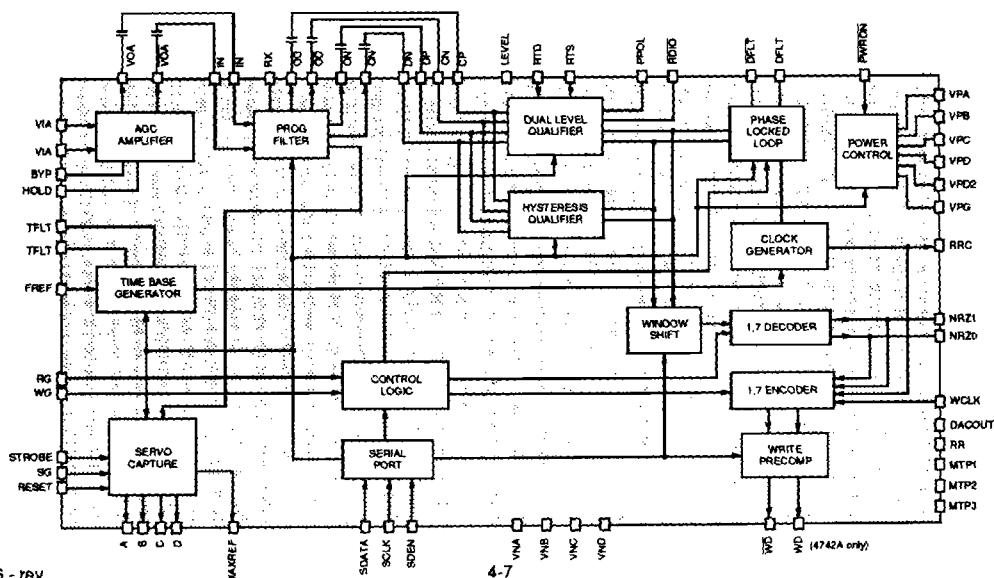 VOA
VOA
IN
IN
RX
OD
OD
ON
ON
DN
DP
CN
CP
LEVEL
RTD
RTS
PPOL
RDIO
DFLT
DFLT
PWRON
VIA
VIA
BYP
HOLD
TFLT
TFLT
FREF
RG
WG
STROBE
SG
RESET
AGC
AMPLIFIER
PROG
FILTER
DUAL LEVEL
QUALIFIER
PHASE
LOCKED
LOOP
POWER
CONTROL
VPA
VPB
VPC
VPD
VPD2
VPG
HYSTERESIS
QUALIFIER
CLOCK
GENERATOR
RRC
TIME BASE
GENERATOR
WINDOW
SHIFT
1,7 DECODER
NRZ1
NRZ0
CONTROL
LOGIC
1,7 ENCODER
WCLK
DACOUT
RR
MTP1
MTP2
MTP3
SERVO
CAPTURE
SERIAL
PORT
WRITE
PRECOMP
A
B
C
D
MAXREF
SDATA
SCLK
SDEN
VNA
VNB
VNC
VND
WD
WD
(4742A only)
- rev
4-7